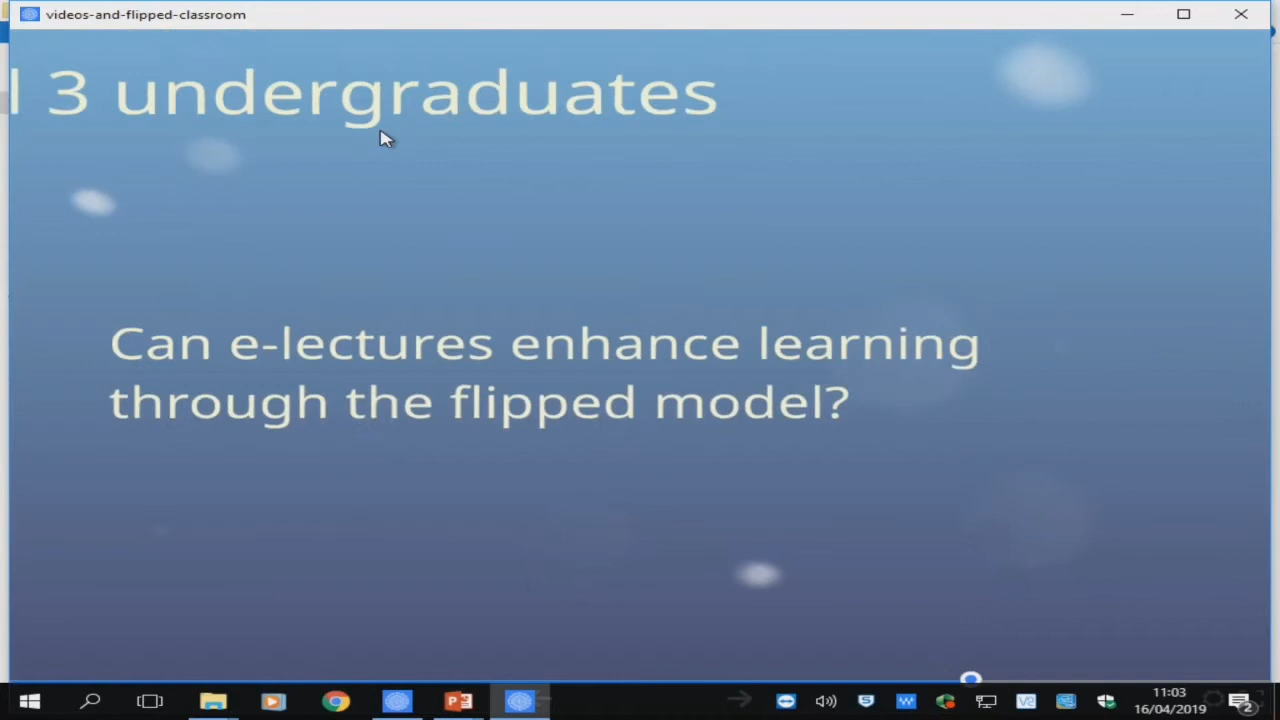 videos-and-flipped-classroom
l 3 undergraduates
Can e-lectures enhance learning
through the flipped model?
11:03
16/04/2019
2